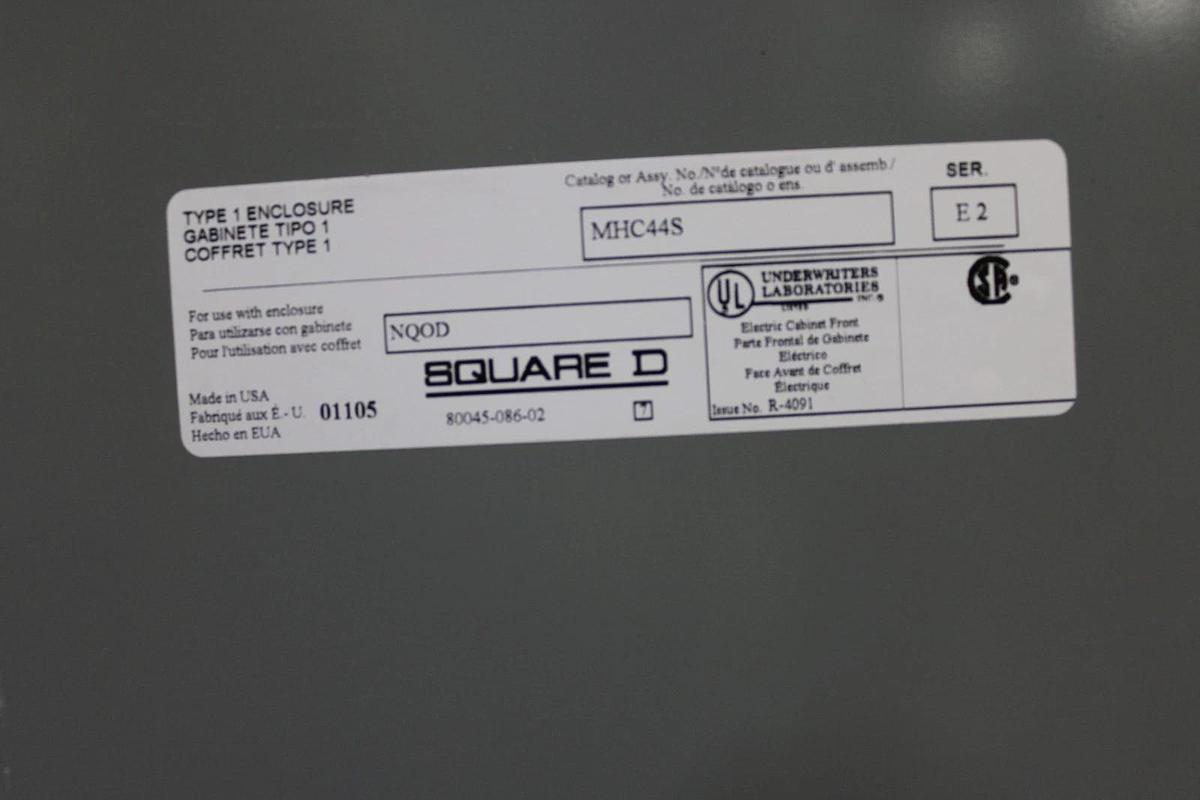 TYPE 1 ENCLOSURE
GABINETE TIPO 1
COFFRET TYPE 1
Catalog or Assy. No./N°de catalogue ou d' assemb./
No. de catálogo o ens.
MHC44S
SER.
E 2
For use with enclosure
Para utilizarse con gabinete
Pour l'utilisation avec coffret
NQOD
SQUARE D
Made in USA
Fabriqué aux É.- U. 01105
Hecho en EUA
80045-086-02
7
UL
UNDERWRITERS
LABORATORIES
INC.®
Electric Cabinet Front
Parte Frontal de Gabinete
Eléctrico
Face Avant de Coffret
Électrique
Issue No. R-4091
SA®